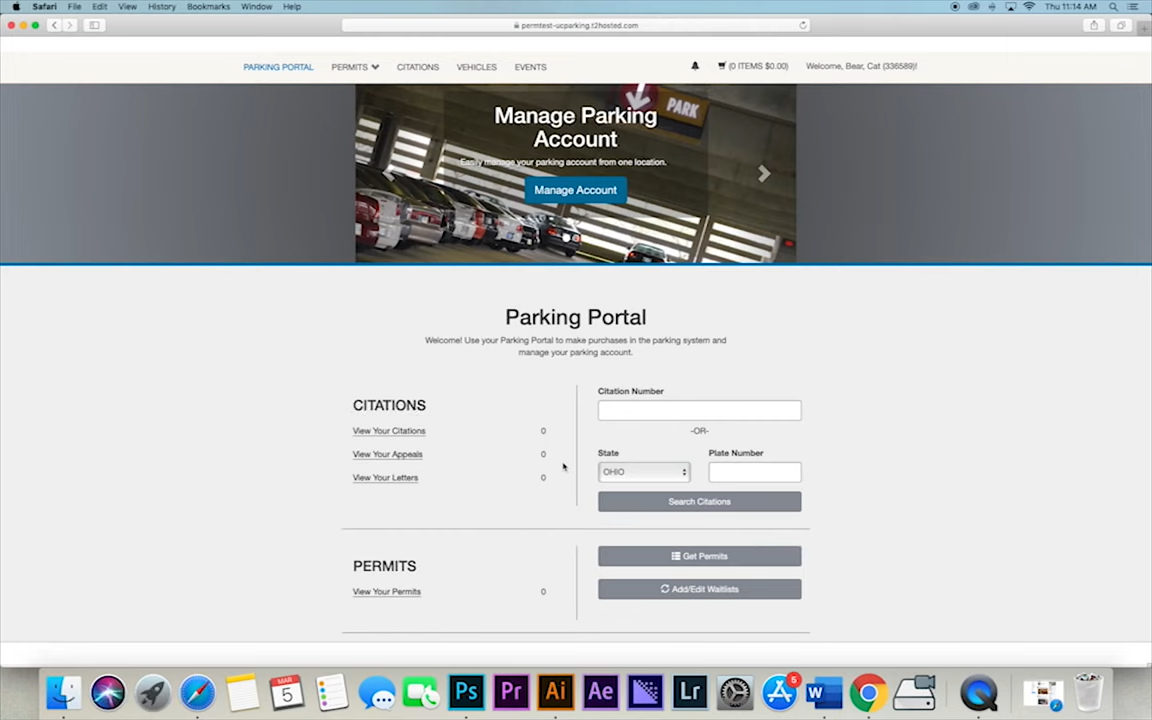 Safari File Edit View History Bookmarks Window Help
Thu 11:14 AM
permtest-ucparking.t2hosted.com
PARKING PORTAL PERMITS CITATIONS VEHICLES EVENTS (0 ITEMS $0.00) Welcome, Bear, Cat (336589)!
PARK
Manage Parking
Account
Easily manage your parking account from one location.
Manage Account
Parking Portal
Welcome! Use your Parking Portal to make purchases in the parking system and
manage your parking account.
CITATIONS
View Your Citations 0
View Your Appeals 0
View Your Letters 0
Citation Number
-OR-
State Plate Number
OHIO
Search Citations
PERMITS
View Your Permits 0
Get Permits
Add/Edit Waitlists
MAR
5
Ps Pr Ai Ae Lr 5 W